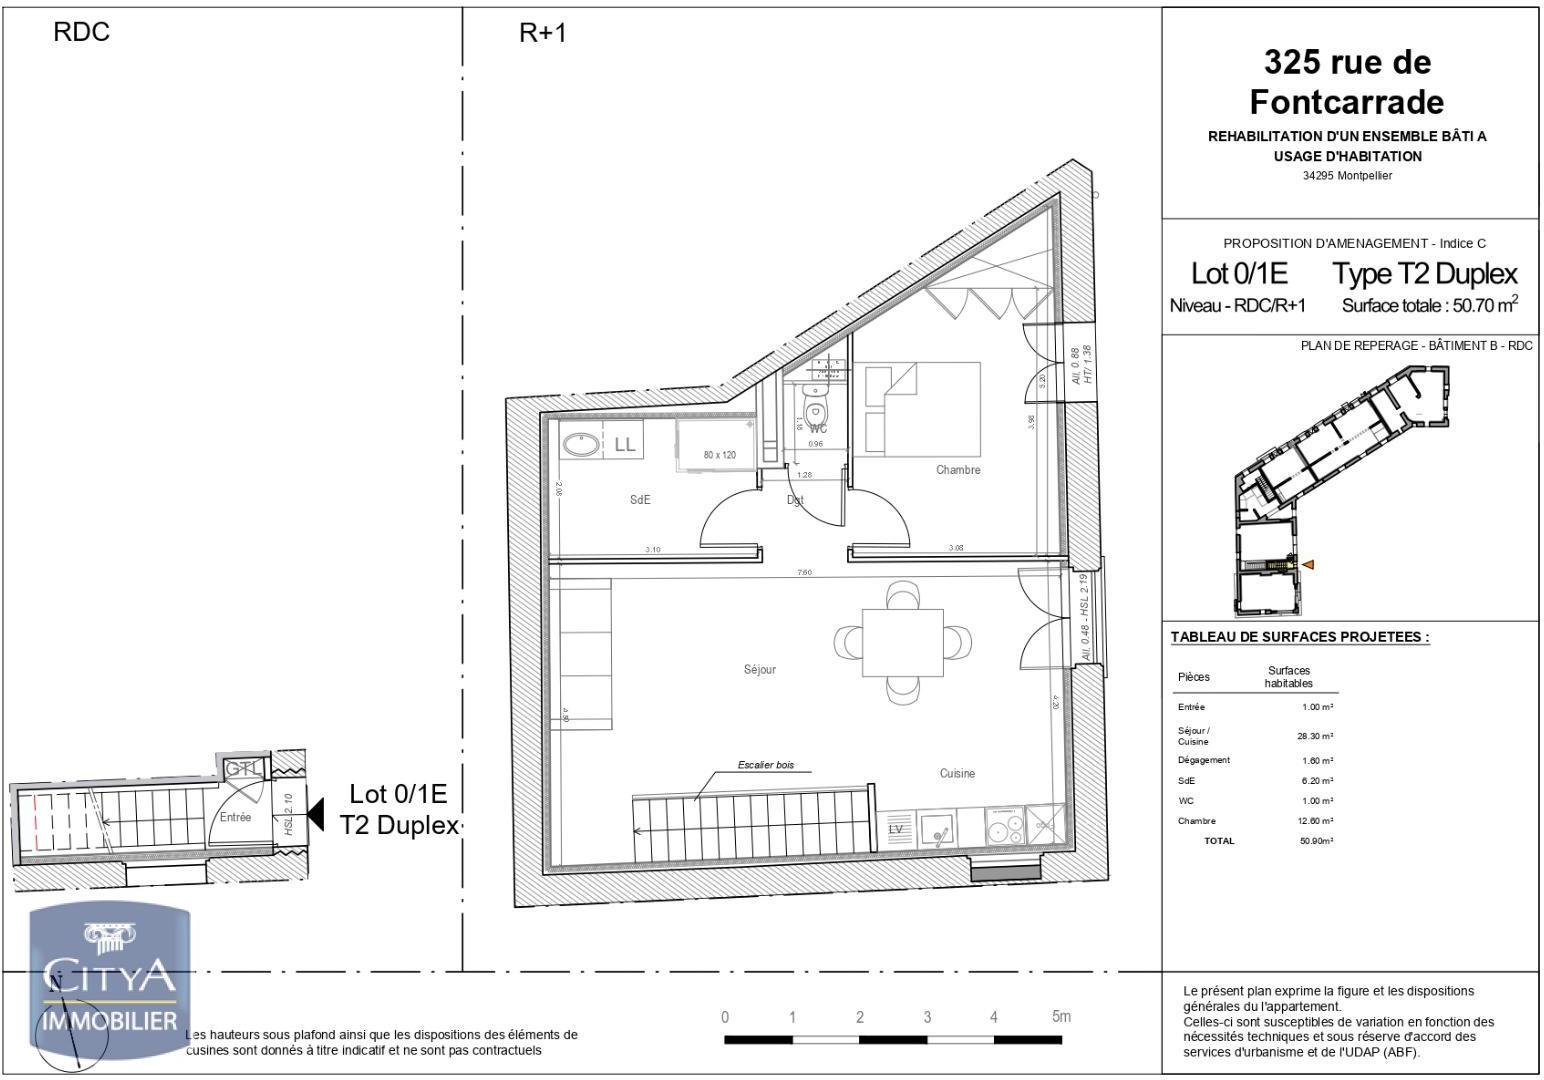 RDC
R+1
325 rue de
Fontcarrade
REHABILITATION D'UN ENSEMBLE BÂTI A
USAGE D'HABITATION
34295 Montpellier
PROPOSITION D'AMENAGEMENT - Indice C
Lot 0/1E Type T2 Duplex
Niveau - RDC/R+1 Surface totale : 50.70 m²
PLAN DE REPERAGE - BÂTIMENT B - RDC
TABLEAU DE SURFACES PROJETEES :
Pièces Surfaces
habitables
Entrée 1.00 m²
Séjour /
Cuisine 28.30 m²
Dégagement 1.60 m²
SdE 6.20 m²
WC 1.00 m²
Chambre 12.60 m²
TOTAL 50.90m²
All. 0.88
HT/ 1.38
3.20
3.96
1.18
WC
0.96
1.28
Chambre
LL
80 x 120
2.08
SdE
Dgt
3.10
3.08
7.60
All. 0.48 - HSL 2.19
Séjour
4.30
4.20
Escalier bois
Cuisine
LV
GTL
Entrée
HSL 2.10
Lot 0/1E
T2 Duplex
N
CITYA
IMMOBILIER
Les hauteurs sous plafond ainsi que les dispositions des éléments de
cusines sont donnés à titre indicatif et ne sont pas contractuels
0 1 2 3 4 5m
Le présent plan exprime la figure et les dispositions
générales du l'appartement.
Celles-ci sont susceptibles de variation en fonction des
nécessités techniques et sous réserve d'accord des
services d'urbanisme et de l'UDAP (ABF).